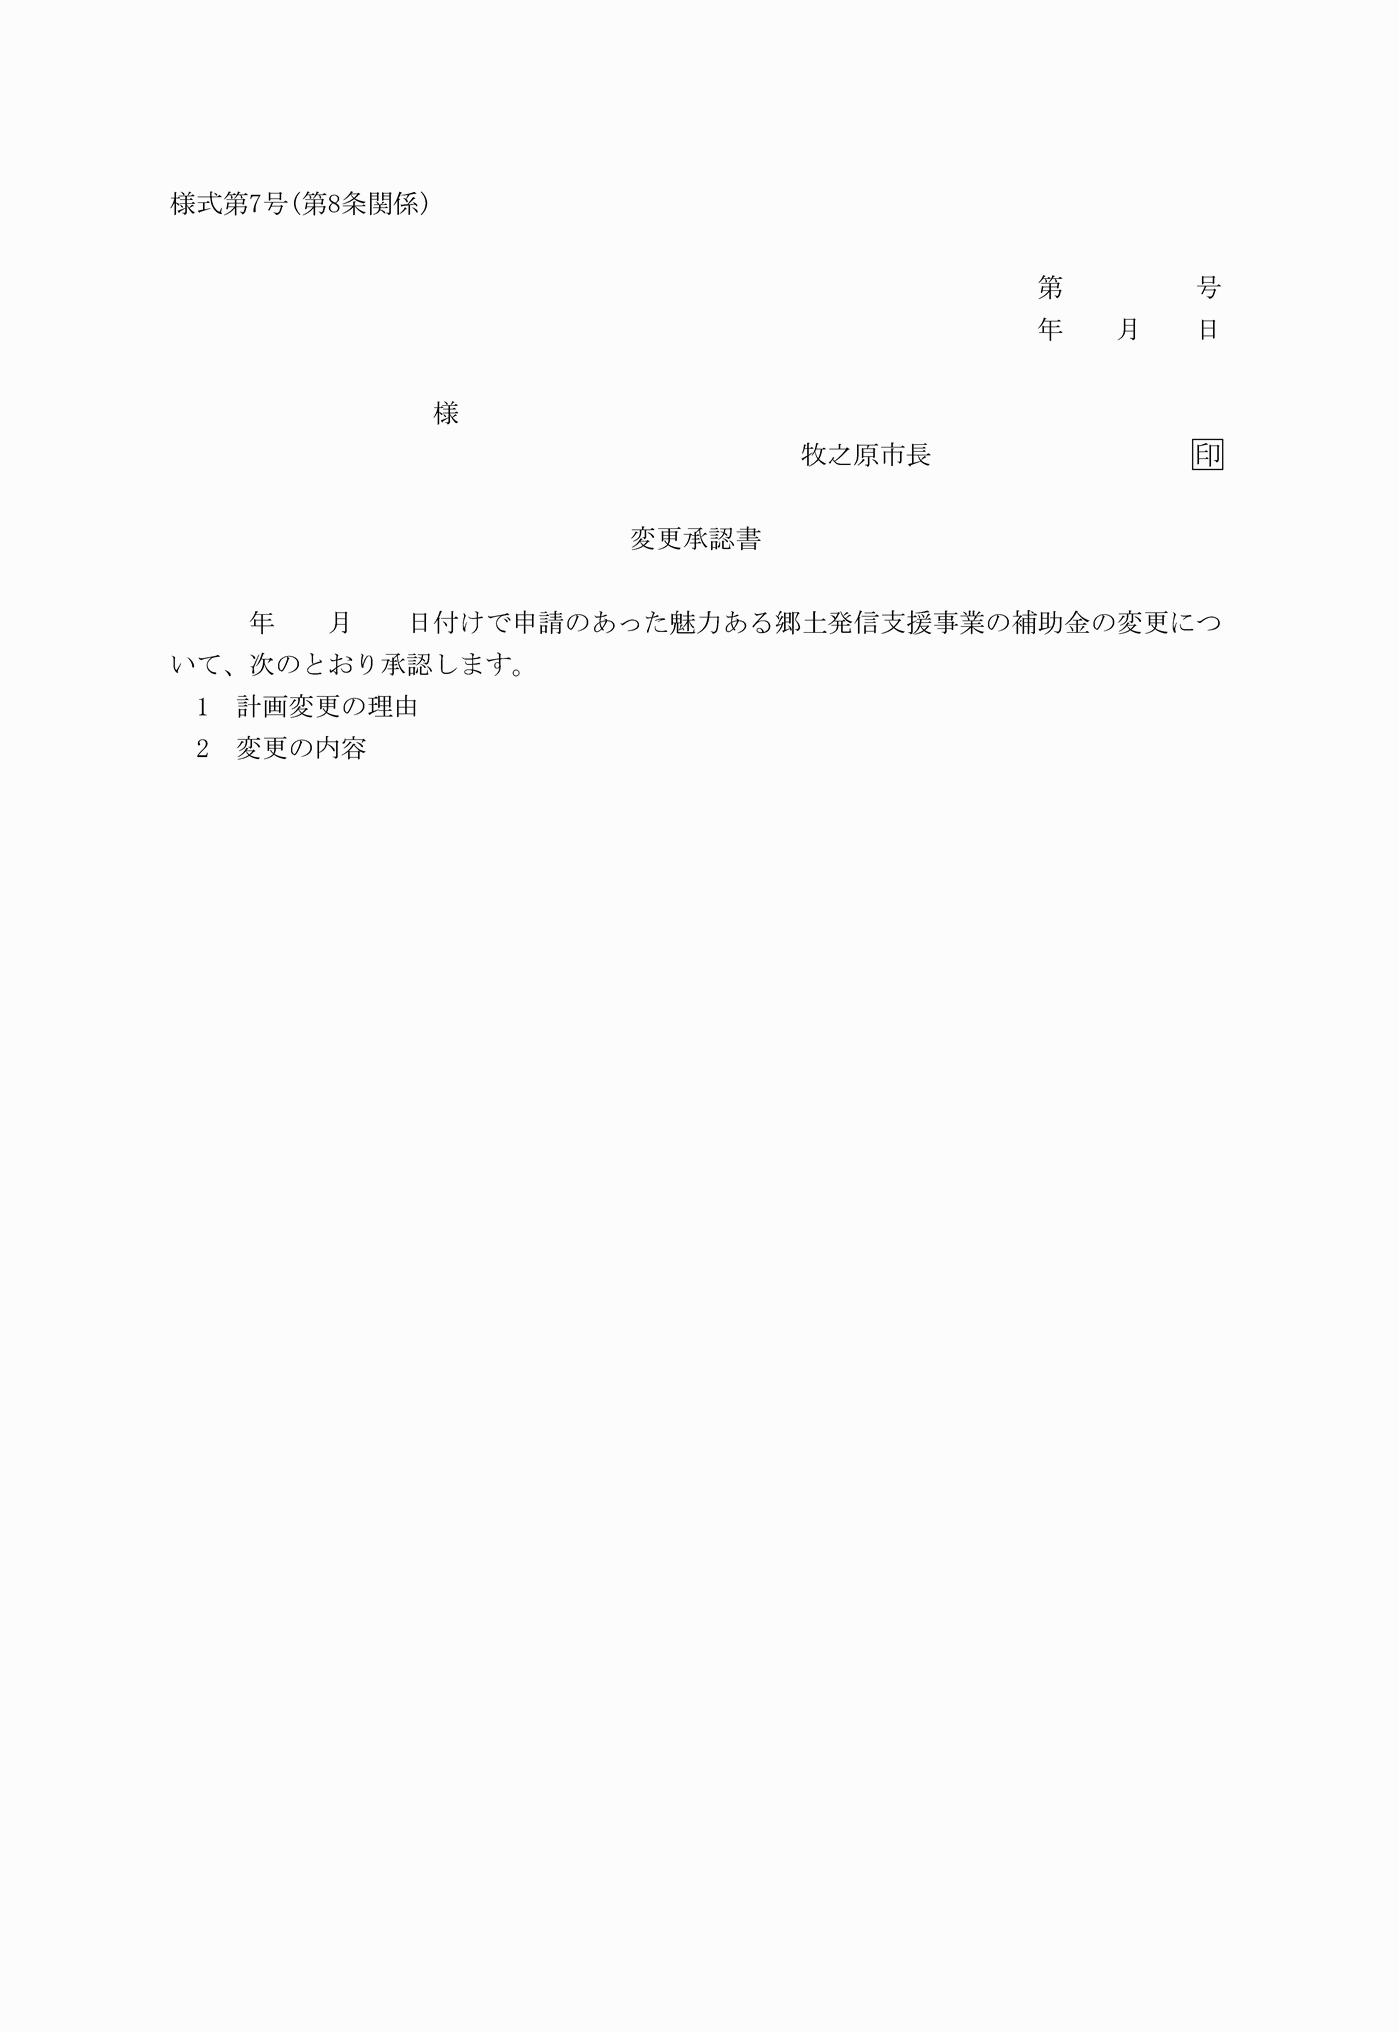 様式第7号(第8条関係)
第　　　　　号
年　　月　　日
様
牧之原市長　　　　　　　　　　印
変更承認書
年　　月　　日付けで申請のあった魅力ある郷土発信支援事業の補助金の変更につ
いて、次のとおり承認します。
1　計画変更の理由
2　変更の内容